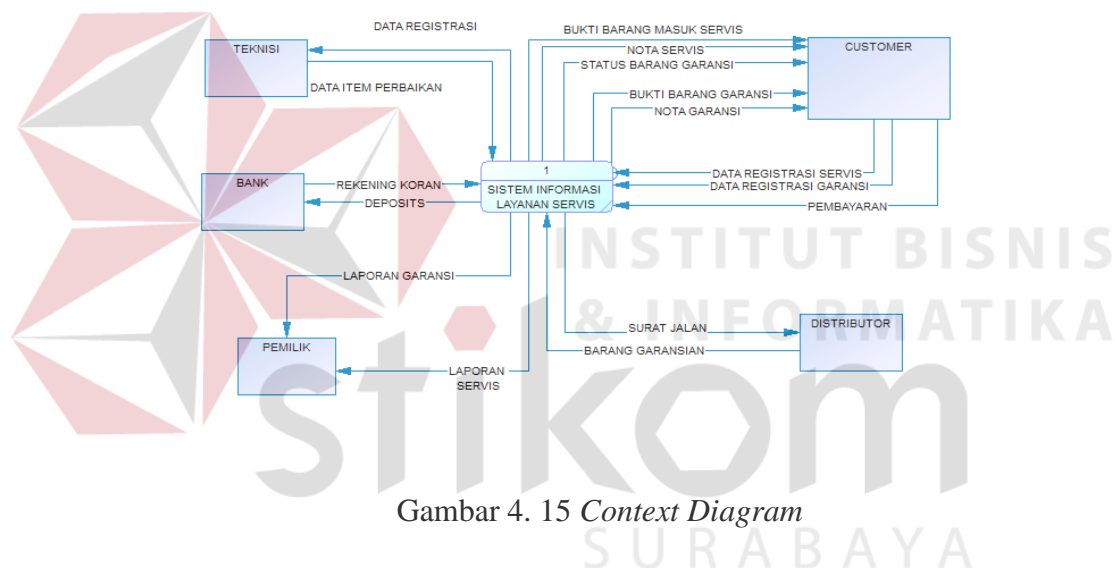 DATA REGISTRASI
BUKTI BARANG MASUK SERVIS
TEKNISI
NOTA SERVIS
CUSTOMER
STATUS BARANG GARANSI
DATA ITEM PERBAIKAN
BUKTI BARANG GARANSI
NOTA GARANSI
1
SISTEM INFORMASI
LAYANAN SERVIS
DATA REGISTRASI SERVIS
DATA REGISTRASI GARANSI
PEMBAYARAN
BANK
REKENING KORAN
DEPOSITS
INSTITUT BISNIS
& INFORMATIKA
LAPORAN GARANSI
SURAT JALAN
DISTRIBUTOR
BARANG GARANSIAN
PEMILIK
LAPORAN
SERVIS
stikom
Gambar 4. 15 Context Diagram
SURABAYA